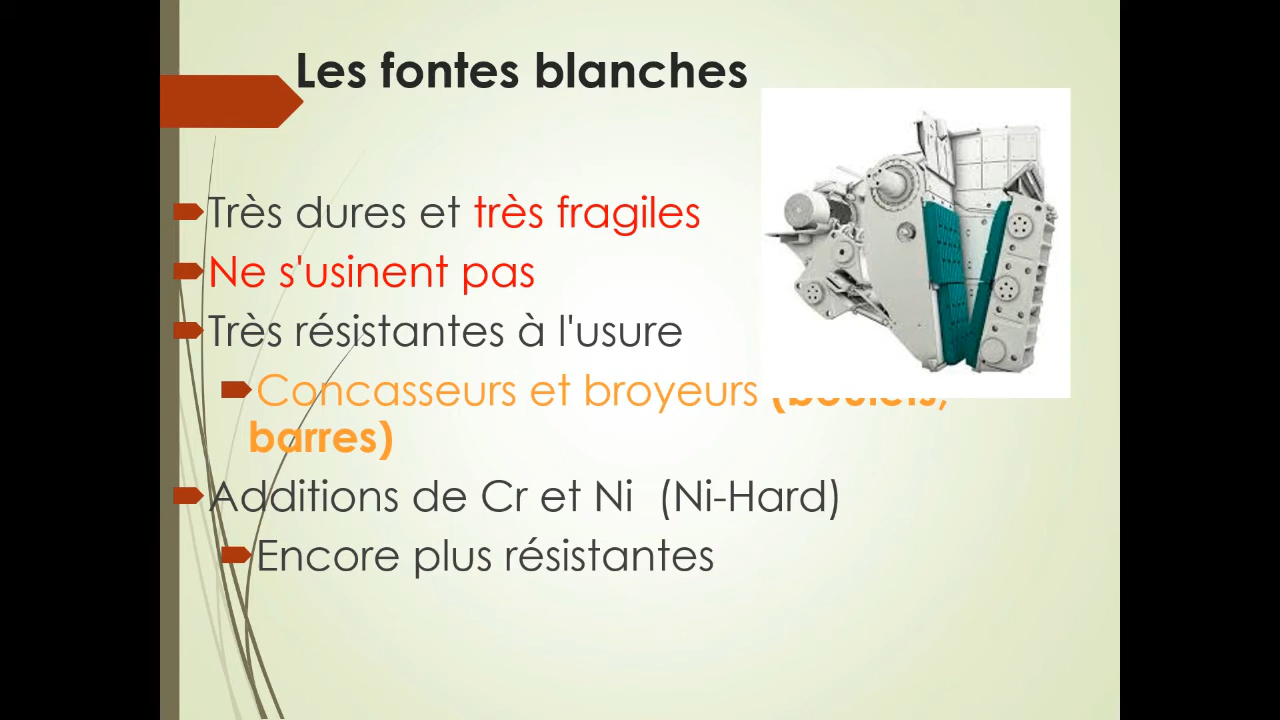 Les fontes blanches
Très dures et très fragiles
Ne s'usinent pas
Très résistantes à l'usure
Concasseurs et broyeurs (boulets,
barres)
Additions de Cr et Ni (Ni-Hard)
Encore plus résistantes